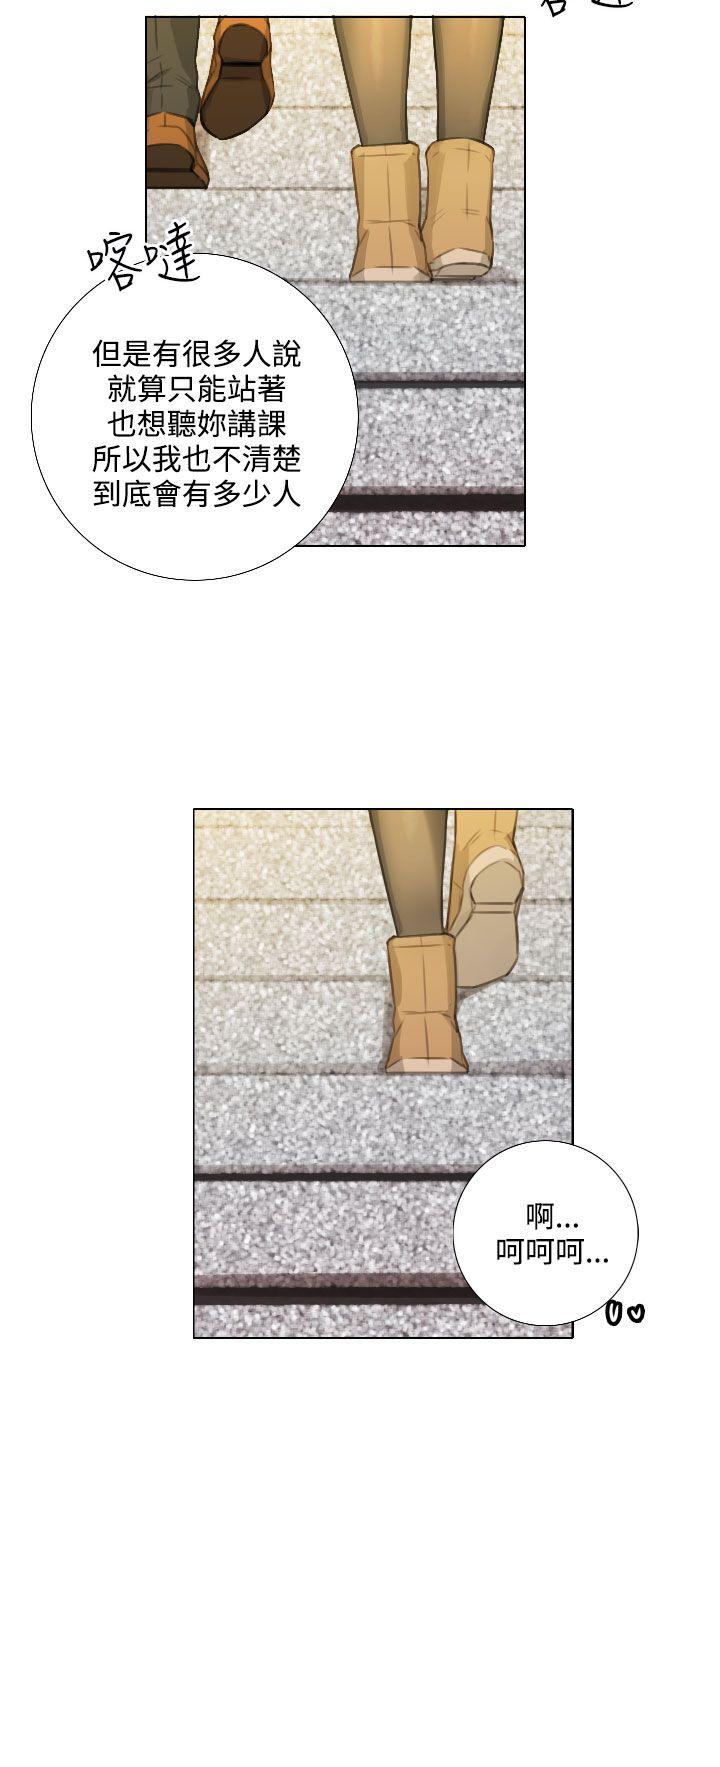 喀噠
但是有很多人說
就算只能站著
也想聽妳講課
所以我也不清楚
到底會有多少人
啊...
呵呵呵...